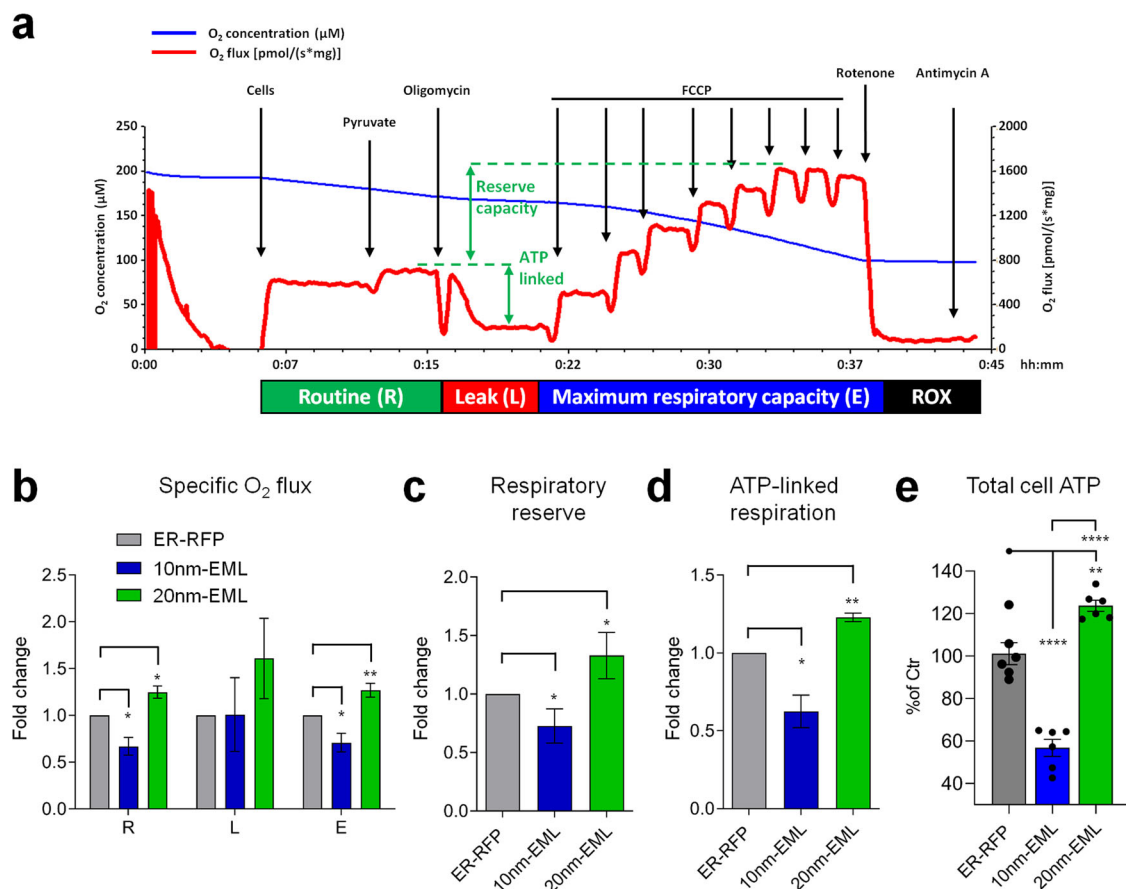 a
O₂ concentration (µM)
O₂ flux [pmol/(s*mg)]
Cells
Pyruvate
Oligomycin
FCCP
Rotenone
Antimycin A
O₂ concentration (µM)
250
200
150
100
50
0
Reserve
capacity
ATP
linked
2000
1600
1200
800
400
0
O₂ flux [pmol/(s*mg)]
0:00 0:07 0:15 0:22 0:30 0:37 0:45 hh:mm
Routine (R) Leak (L) Maximum respiratory capacity (E) ROX
b
Specific O₂ flux
ER-RFP
10nm-EML
20nm-EML
Fold change
2.5
2.0
1.5
1.0
0.5
0.0
* * * **
R L E
c
Respiratory
reserve
Fold change
2.0
1.5
1.0
0.5
0.0
* *
ER-RFP 10nm-EML 20nm-EML
d
ATP-linked
respiration
Fold change
1.5
1.0
0.5
0.0
* **
ER-RFP 10nm-EML 20nm-EML
e
Total cell ATP
%of Ctr
140
120
100
80
60
40
****
**
****
ER-RFP 10nm-EML 20nm-EML